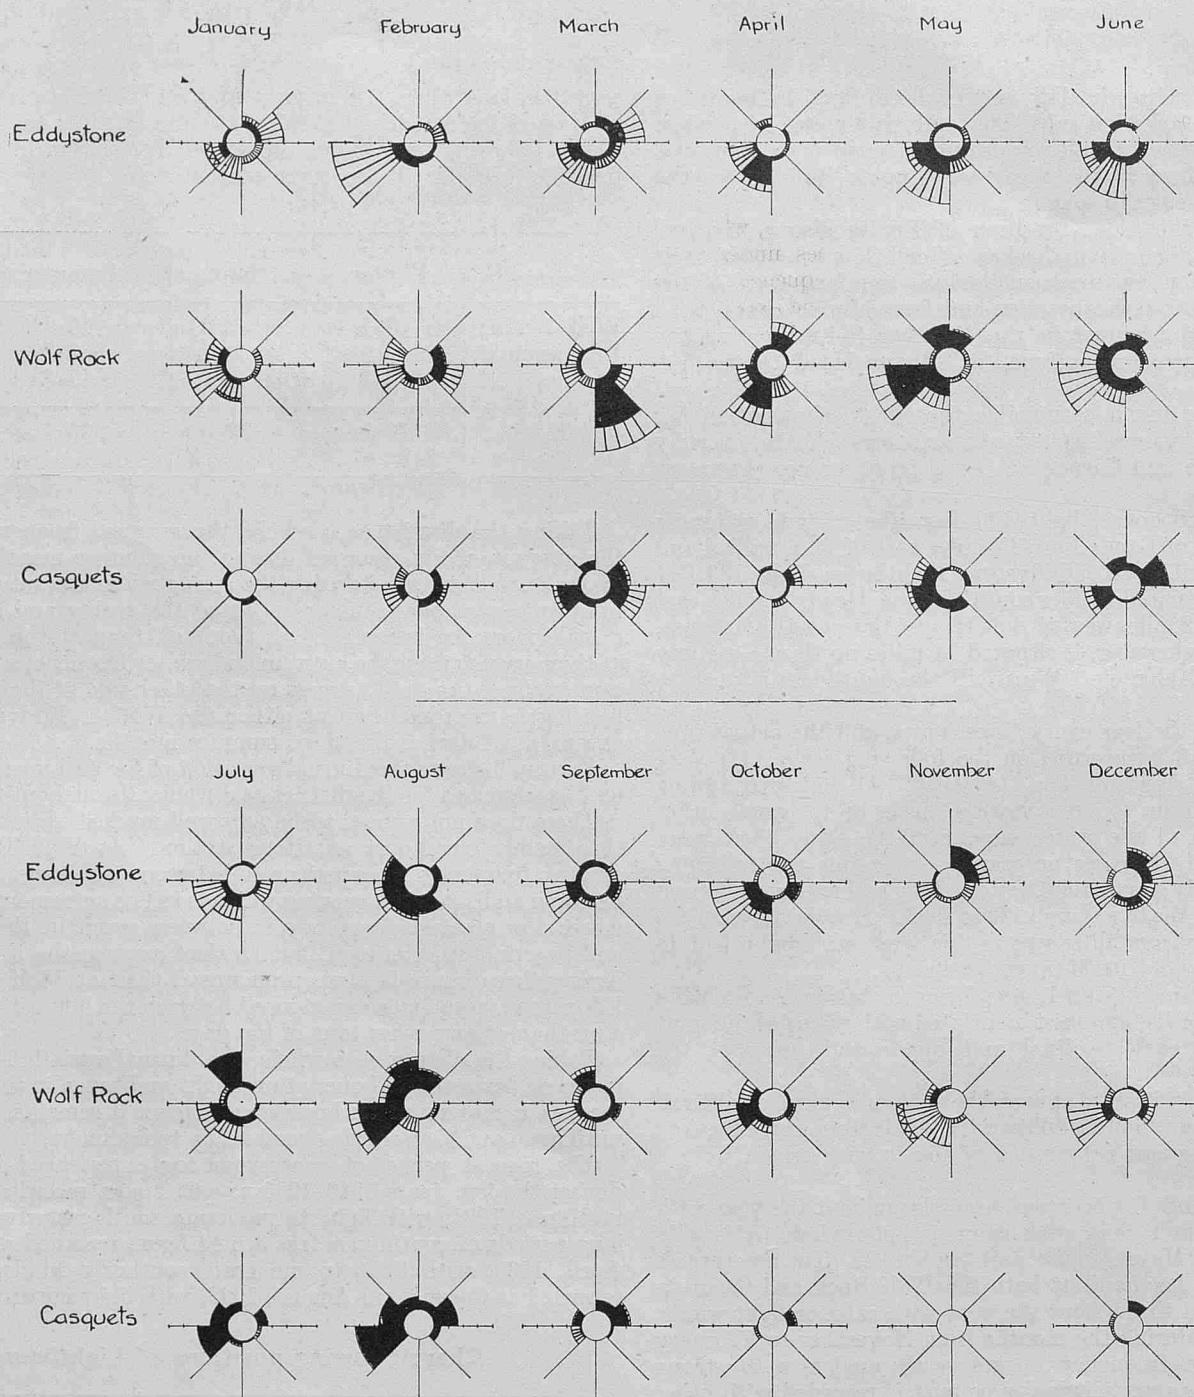 January February March April May June
Eddystone
Wolf Rock
Casquets
July August September October November December
Eddystone
Wolf Rock
Casquets